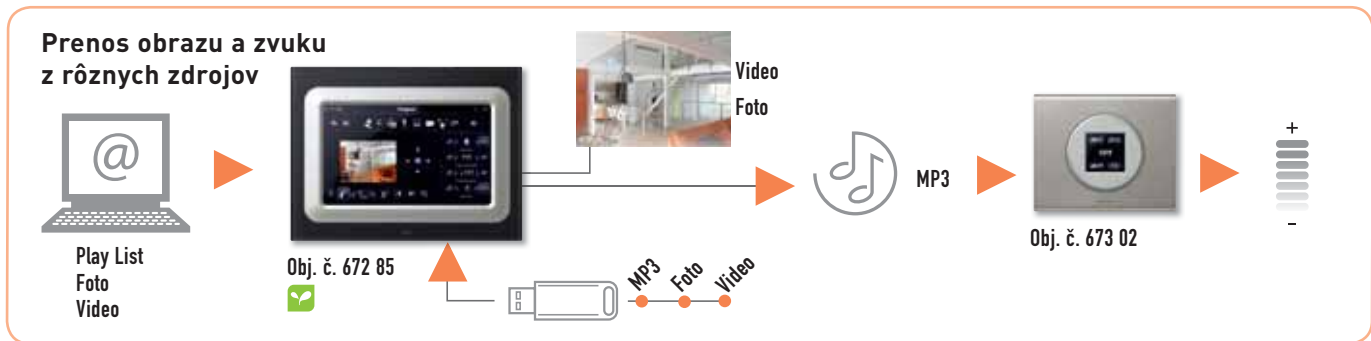 Prenos obrazu a zvuku
z rôznych zdrojov
@
Play List
Foto
Video
Obj. č. 672 85
Video
Foto
MP3
Foto
Video
MP3
Obj. č. 673 02
+
-